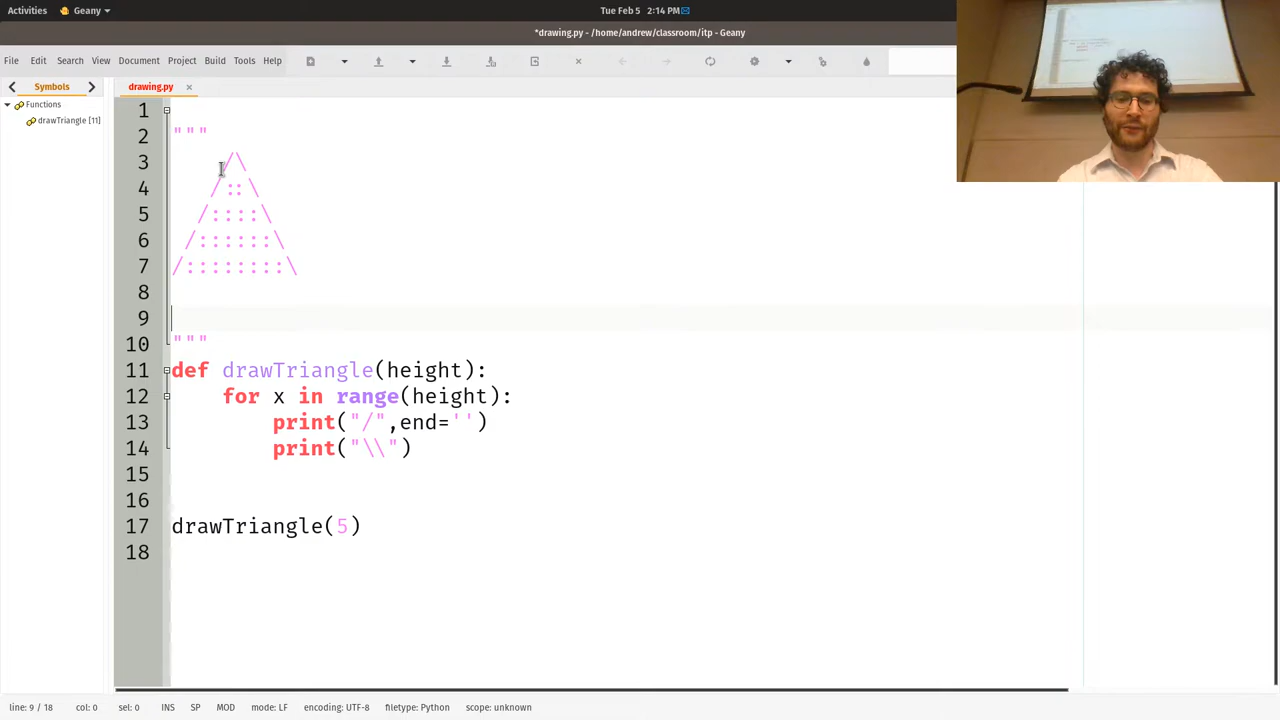 Activities Geany Tue Feb 5 2:14 PM
*drawing.py - /home/andrew/classroom/itp - Geany
File Edit Search View Document Project Build Tools Help
Symbols drawing.py
Functions
drawTriangle [11]
1
2 """
3     /\
4    / :: \
5   /::::\
6  /::::::\
7 /::::::::\
8
9
10 """
11 def drawTriangle(height):
12     for x in range(height):
13         print("/",end='')
14         print("\\")
15
16
17 drawTriangle(5)
18
line: 9 / 18 col: 0 sel: 0 INS SP MOD mode: LF encoding: UTF-8 filetype: Python scope: unknown